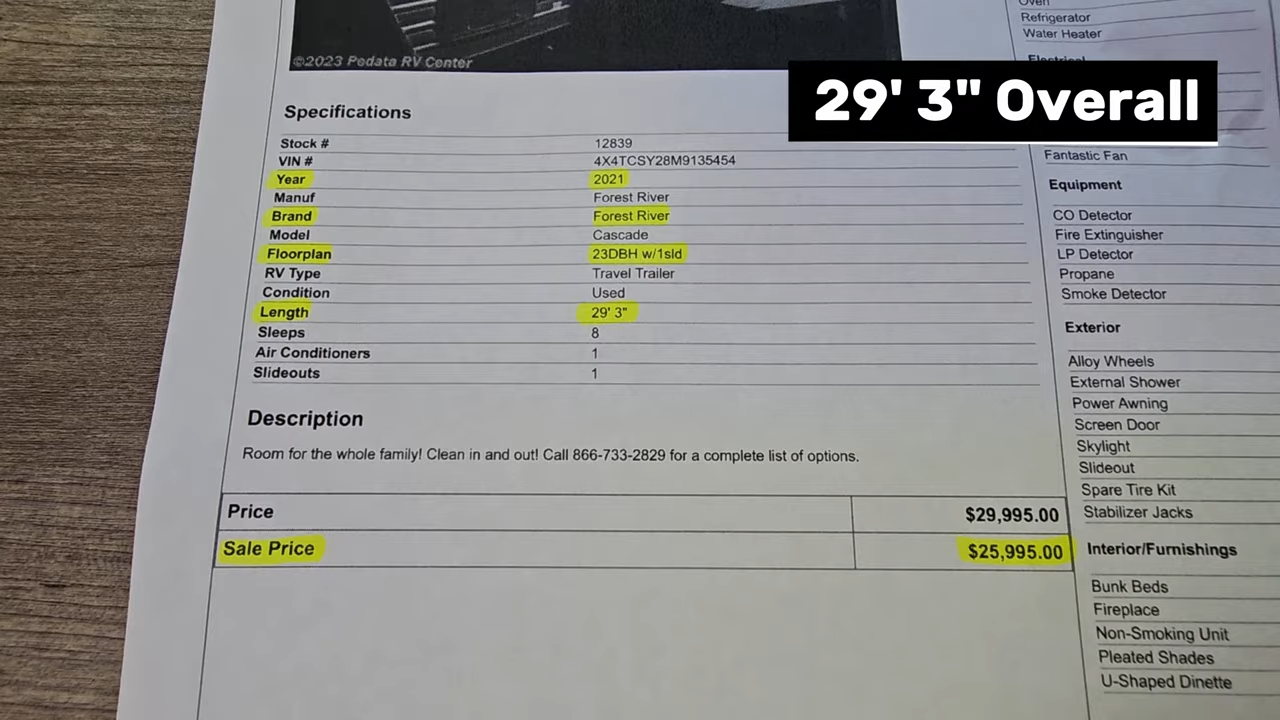 ©2023 Pedata RV Center
29' 3" Overall
Specifications
Stock # 12839
VIN # 4X4TCSY28M9135454
Year 2021
Manuf Forest River
Brand Forest River
Model Cascade
Floorplan 23DBH w/1sld
RV Type Travel Trailer
Condition Used
Length 29' 3"
Sleeps 8
Air Conditioners 1
Slideouts 1
Description
Room for the whole family! Clean in and out! Call 866-733-2829 for a complete list of options.
Price $29,995.00
Sale Price $25,995.00
Oven
Refrigerator
Water Heater
Electrical
Fantastic Fan
Equipment
CO Detector
Fire Extinguisher
LP Detector
Propane
Smoke Detector
Exterior
Alloy Wheels
External Shower
Power Awning
Screen Door
Skylight
Slideout
Spare Tire Kit
Stabilizer Jacks
Interior/Furnishings
Bunk Beds
Fireplace
Non-Smoking Unit
Pleated Shades
U-Shaped Dinette